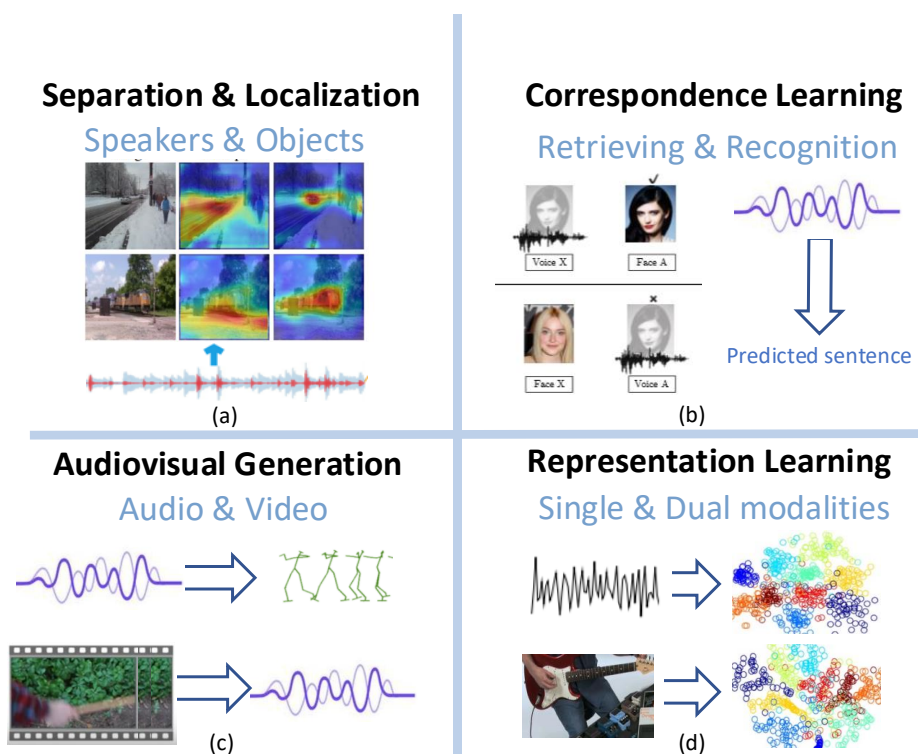 Separation & Localization
Speakers & Objects
(a)
Correspondence Learning
Retrieving & Recognition
Voice X
Face A
Face X
Voice A
Predicted sentence
(b)
Audiovisual Generation
Audio & Video
(c)
Representation Learning
Single & Dual modalities
(d)